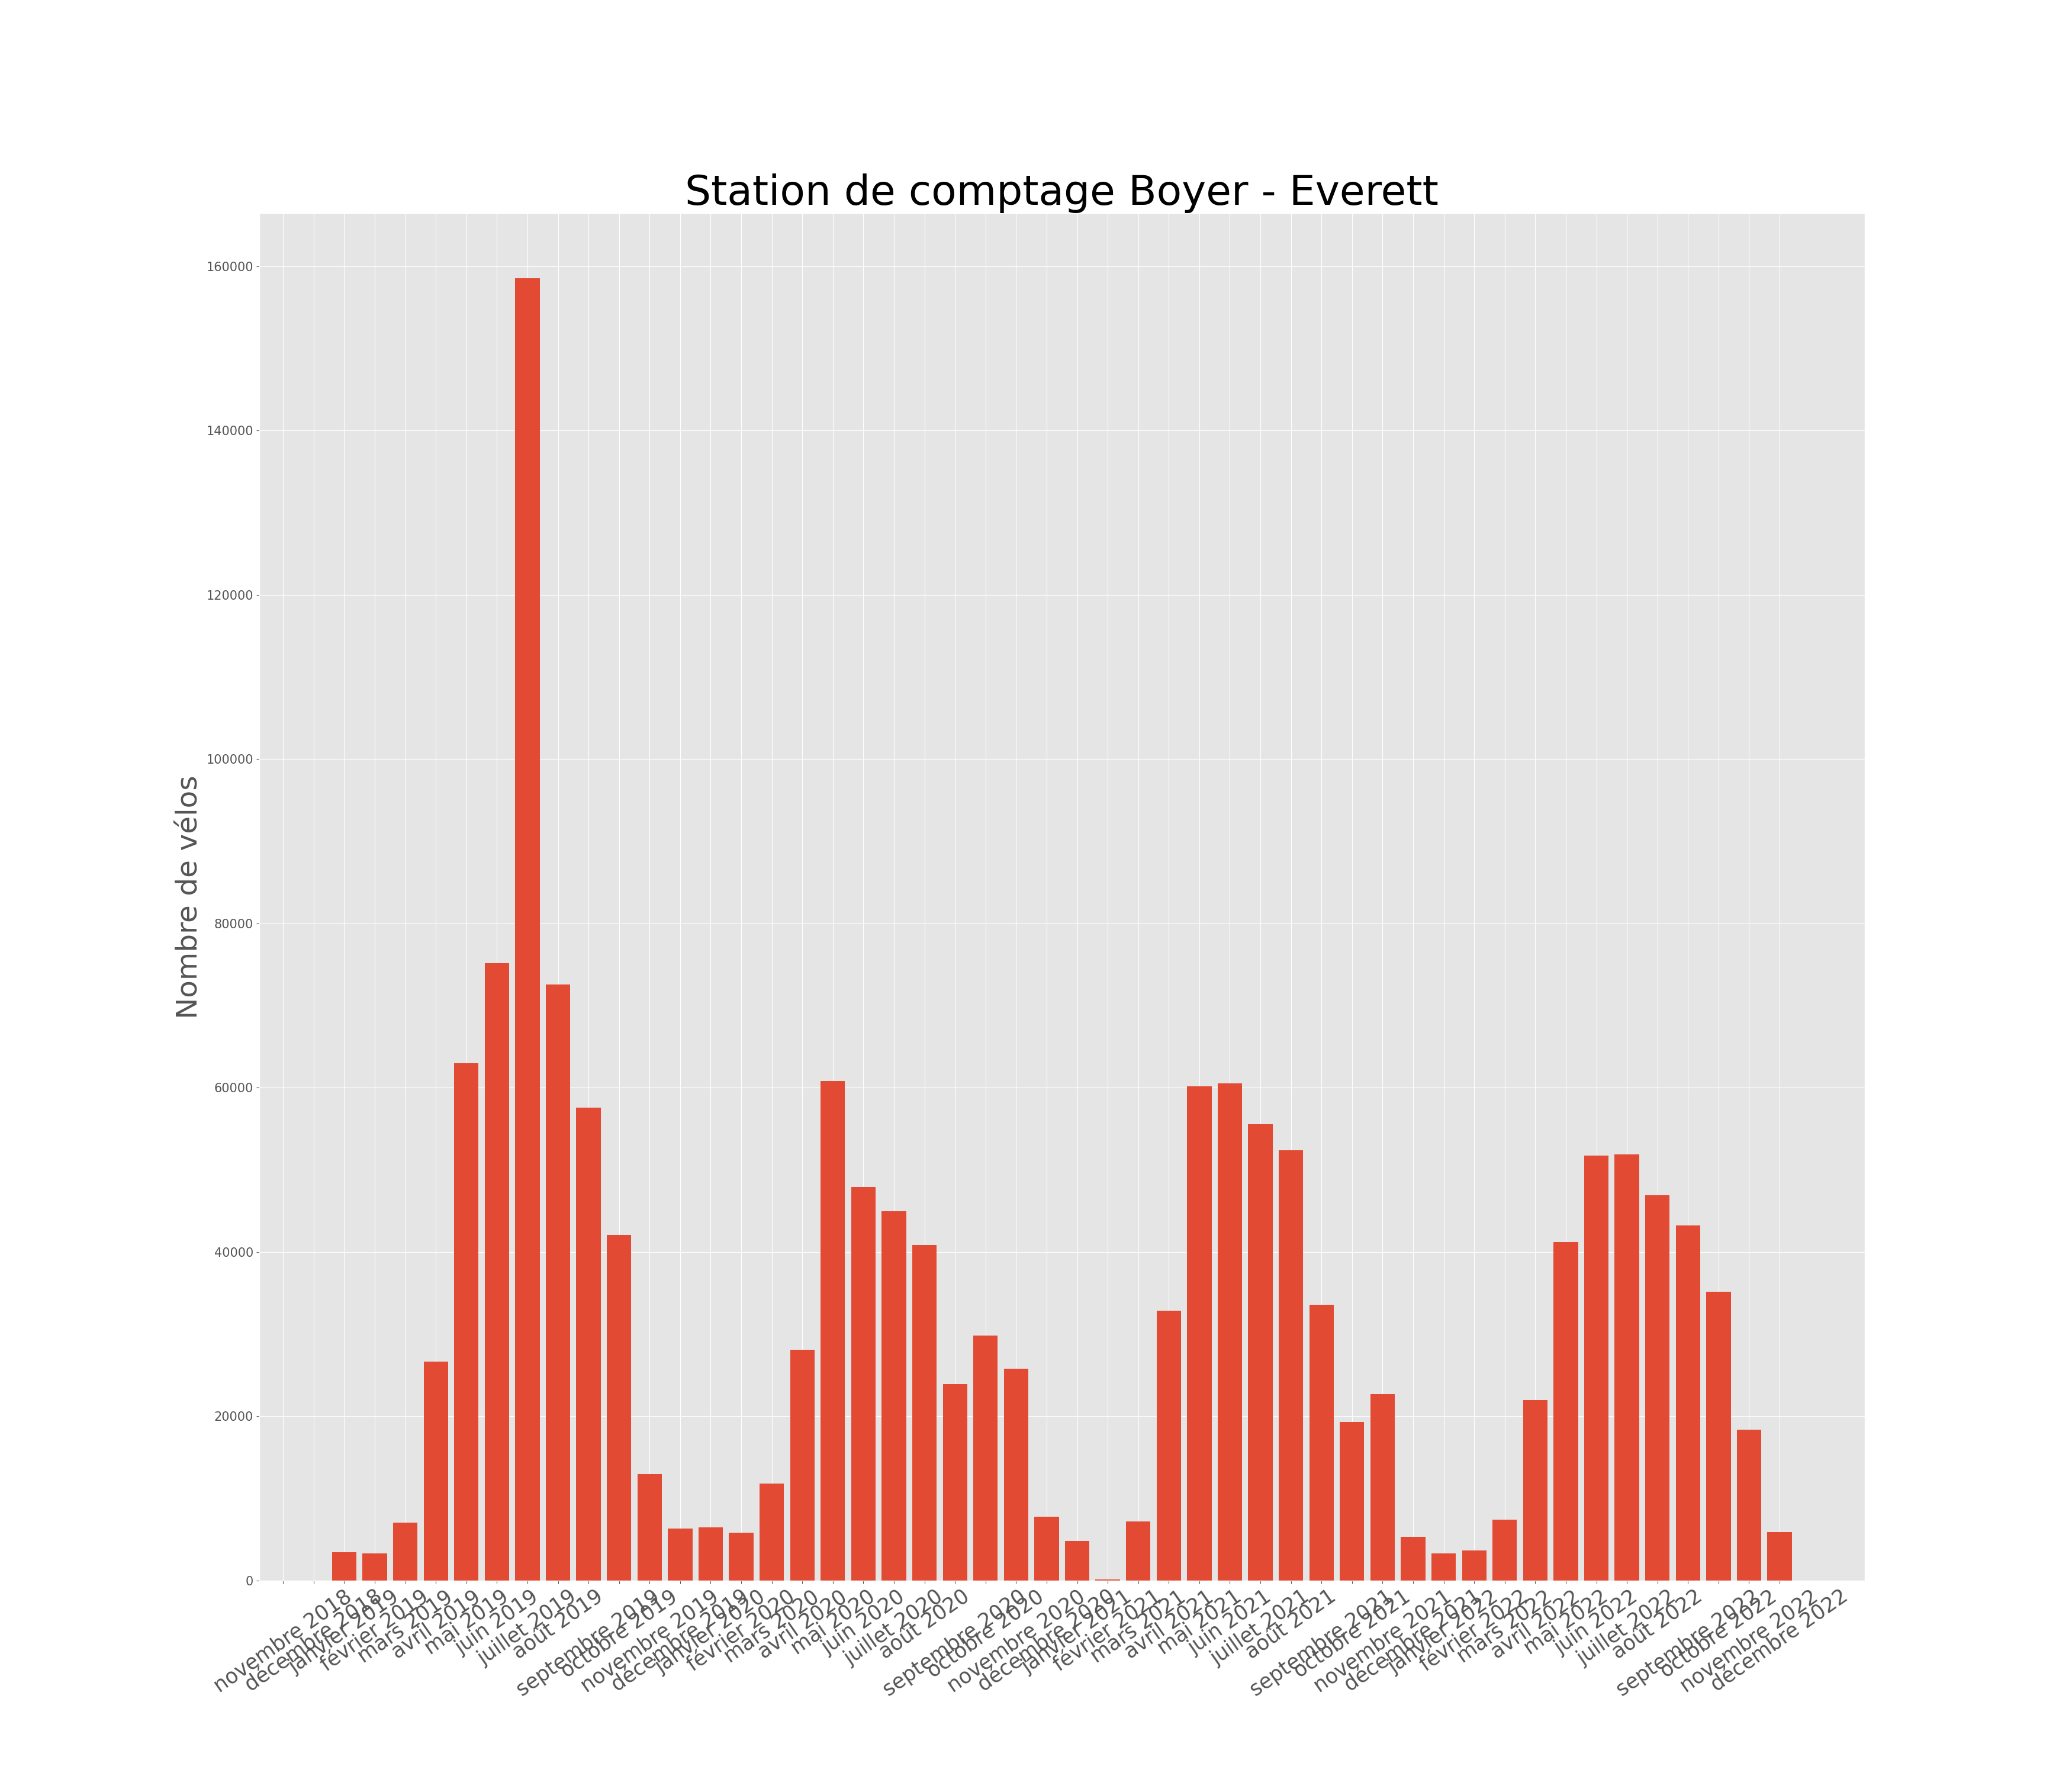 Station de comptage Boyer - Everett
Nombre de vélos
160000
140000
120000
100000
80000
60000
40000
20000
0
novembre 2018
décembre 2018
janvier 2019
février 2019
mars 2019
avril 2019
mai 2019
juin 2019
juillet 2019
août 2019
septembre 2019
octobre 2019
novembre 2019
décembre 2019
janvier 2020
février 2020
mars 2020
avril 2020
mai 2020
juin 2020
juillet 2020
août 2020
septembre 2020
octobre 2020
novembre 2020
décembre 2020
janvier 2021
février 2021
mars 2021
avril 2021
mai 2021
juin 2021
juillet 2021
août 2021
septembre 2021
octobre 2021
novembre 2021
décembre 2021
janvier 2022
février 2022
mars 2022
avril 2022
mai 2022
juin 2022
juillet 2022
août 2022
septembre 2022
octobre 2022
novembre 2022
décembre 2022